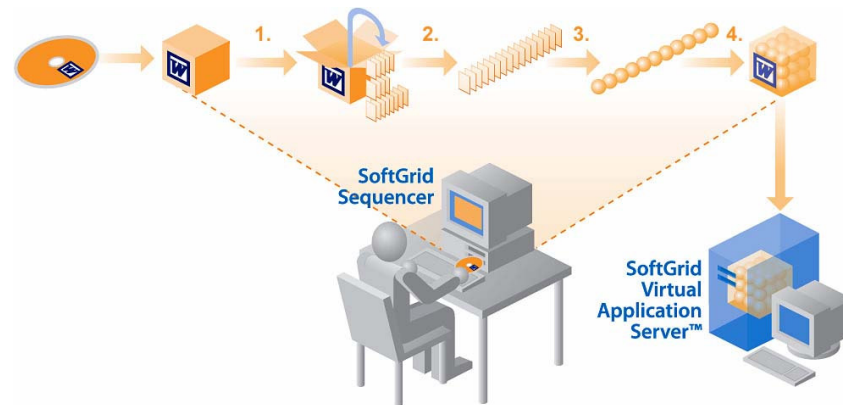 1.
2.
3.
4.
W
W
W
W
SoftGrid
Sequencer
SoftGrid
Virtual
Application
Server™